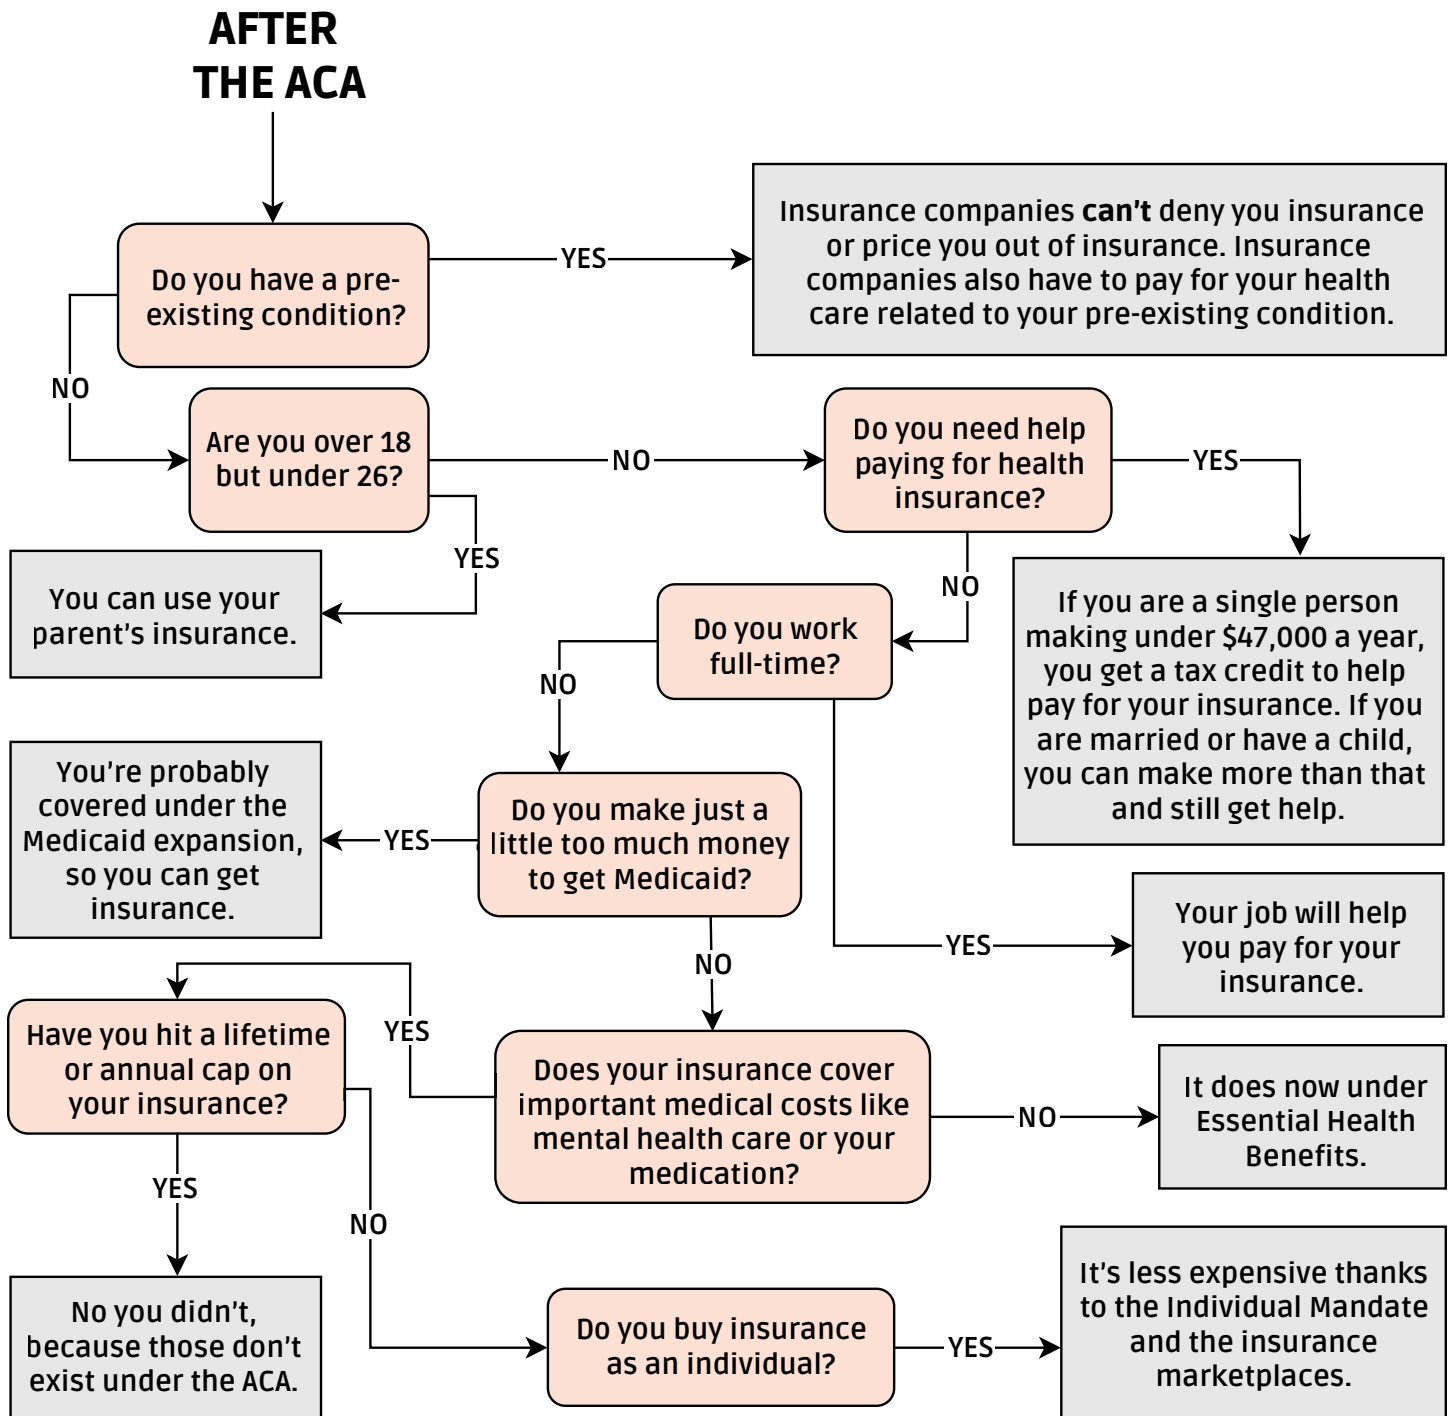 AFTER
THE ACA
Do you have a pre-
existing condition?
YES
Insurance companies can't deny you insurance
or price you out of insurance. Insurance
companies also have to pay for your health
care related to your pre-existing condition.
NO
Are you over 18
but under 26?
NO
Do you need help
paying for health
insurance?
YES
YES
You can use your
parent's insurance.
NO
Do you work
full-time?
If you are a single person
making under $47,000 a year,
you get a tax credit to help
pay for your insurance. If you
are married or have a child,
you can make more than that
and still get help.
NO
You're probably
covered under the
Medicaid expansion,
so you can get
insurance.
YES
Do you make just a
little too much money
to get Medicaid?
YES
Your job will help
you pay for your
insurance.
NO
Have you hit a lifetime
or annual cap on
your insurance?
YES
Does your insurance cover
important medical costs like
mental health care or your
medication?
NO
It does now under
Essential Health
Benefits.
YES
NO
No you didn't,
because those don't
exist under the ACA.
Do you buy insurance
as an individual?
YES
It's less expensive thanks
to the Individual Mandate
and the insurance
marketplaces.